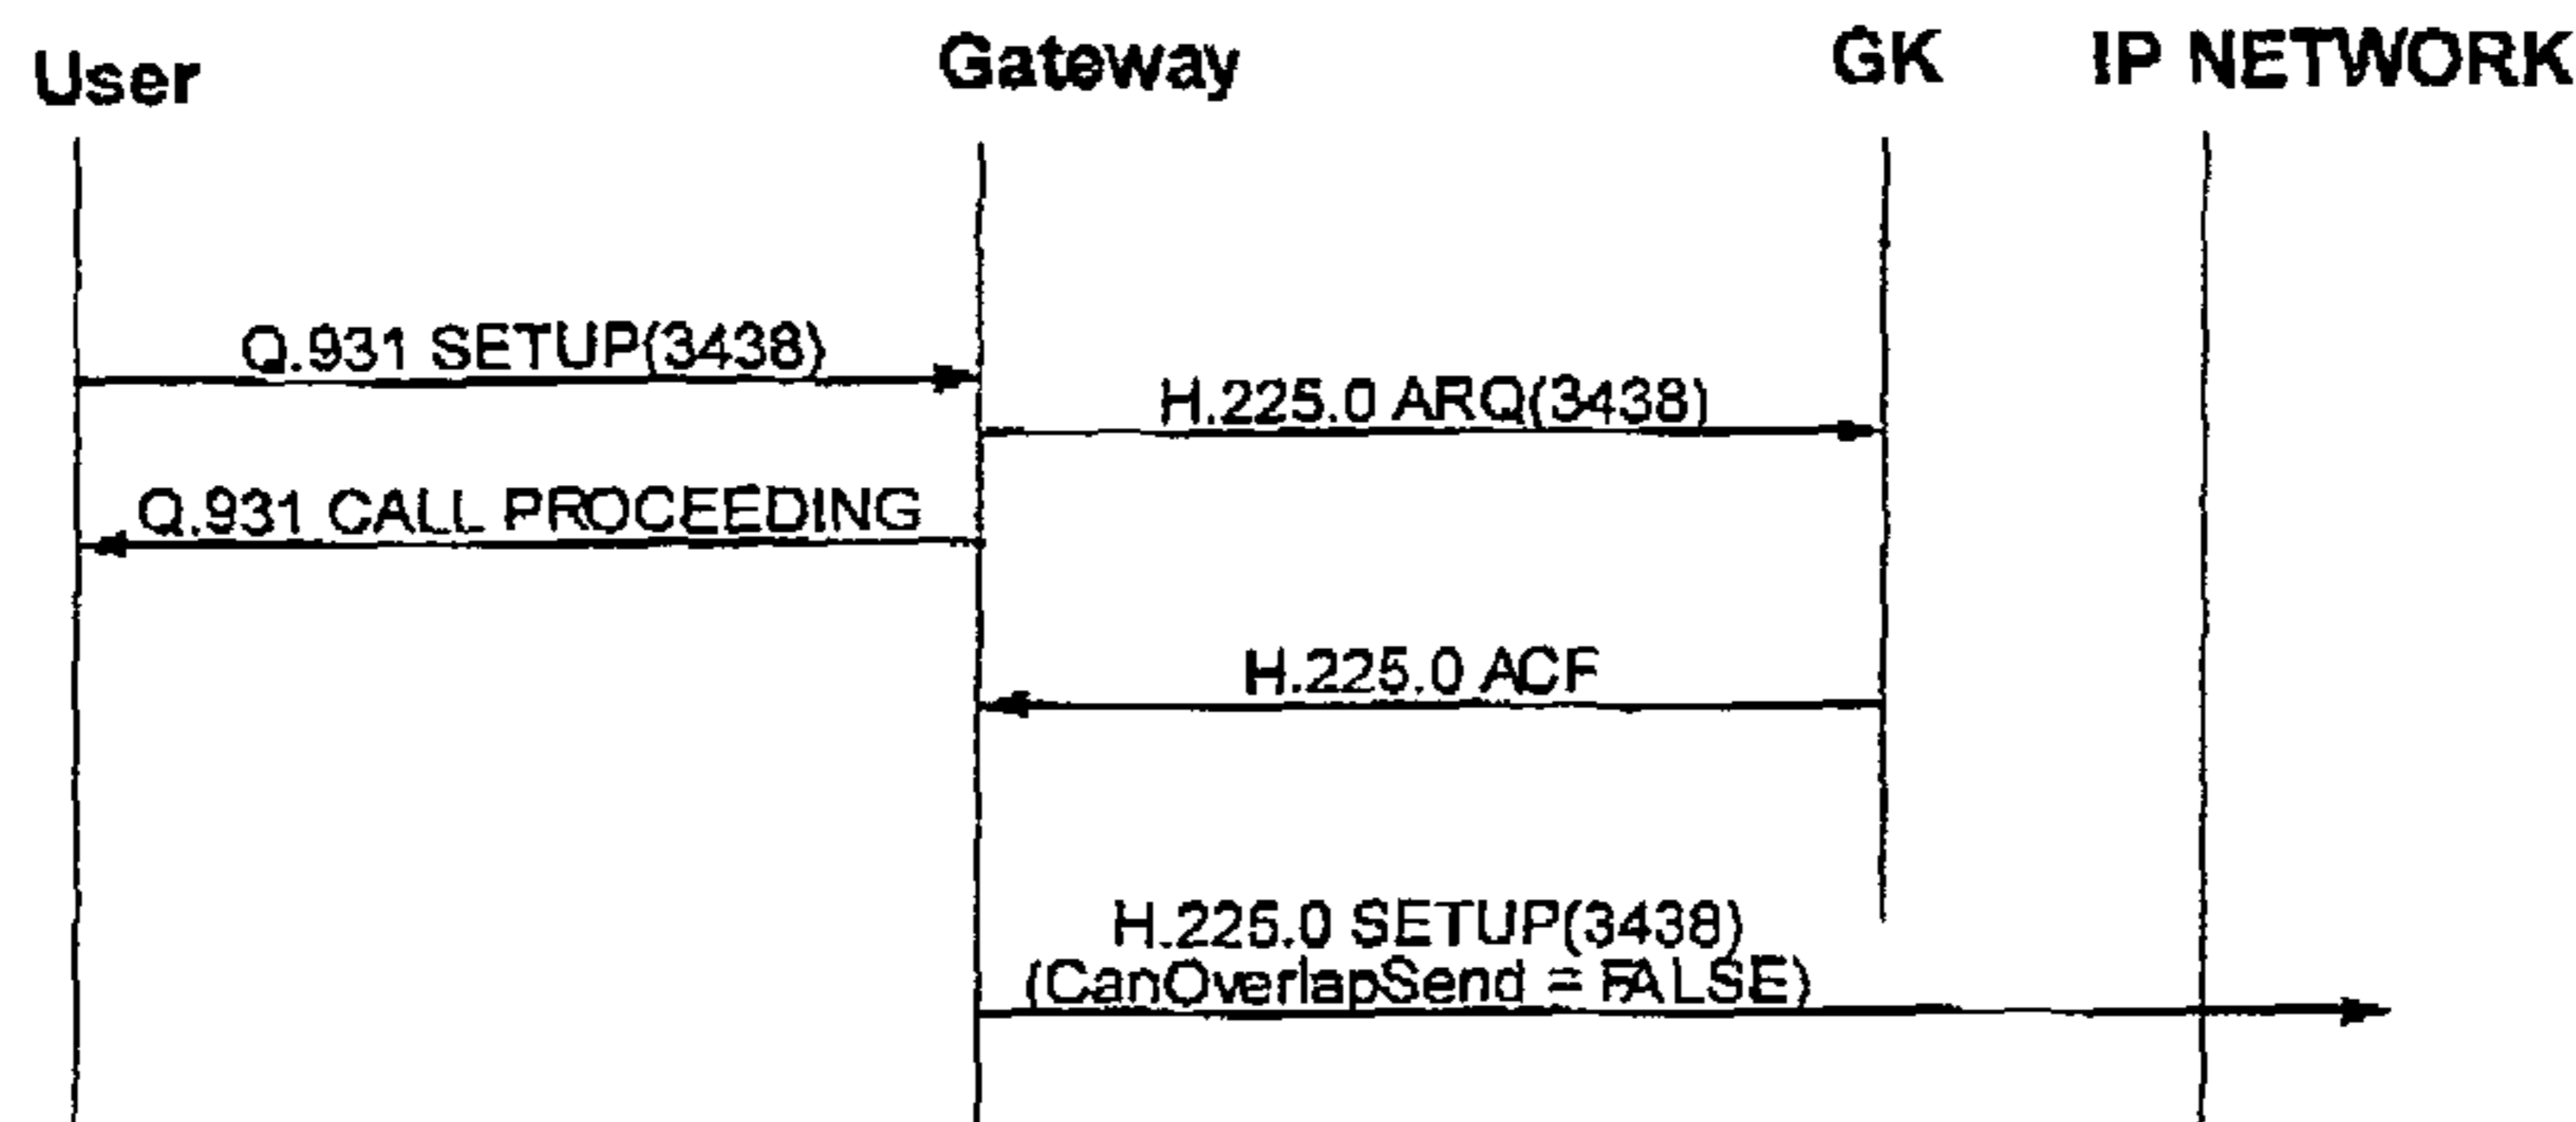 User
Gateway
GK
IP NETWORK
Q.931 SETUP(3438)
H.225.0 ARQ(3438)
Q.931 CALL PROCEEDING
H.225.0 ACF
H.225.0 SETUP(3438)
(CanOverlapSend = FALSE)